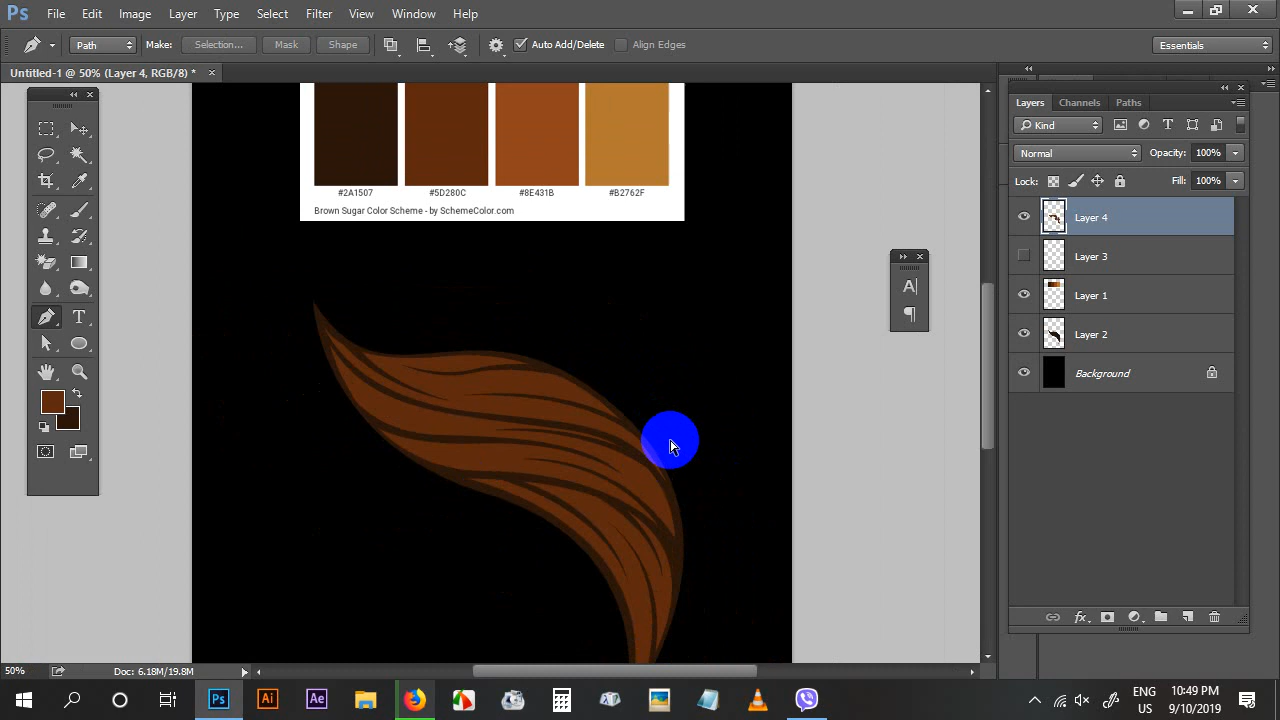 Ps File Edit Image Layer Type Select Filter View Window Help
Path Make: Selection... Mask Shape Auto Add/Delete Align Edges Essentials
Untitled-1 @ 50% (Layer 4, RGB/8) *
Layers Channels Paths
Kind
Normal Opacity: 100%
Lock: Fill: 100%
Layer 4
Layer 3
Layer 1
Layer 2
Background
#2A1507 #5D280C #8E431B #B2762F
Brown Sugar Color Scheme - by SchemeColor.com
50% Doc: 6.18M/19.8M
Ps Ai Ae
ENG 10:49 PM
US 9/10/2019